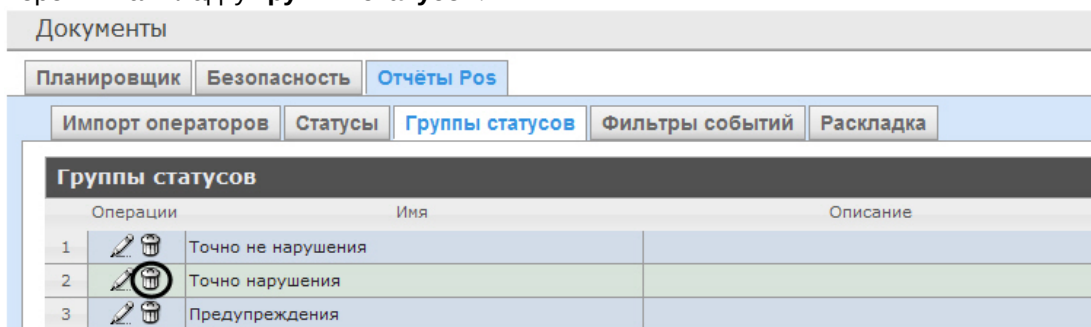 Документы
Планировщик Безопасность Отчёты Pos
Импорт операторов Статусы Группы статусов Фильтры событий Раскладка
Группы статусов
Операции Имя Описание
1 Точно не нарушения
2 Точно нарушения
3 Предупреждения